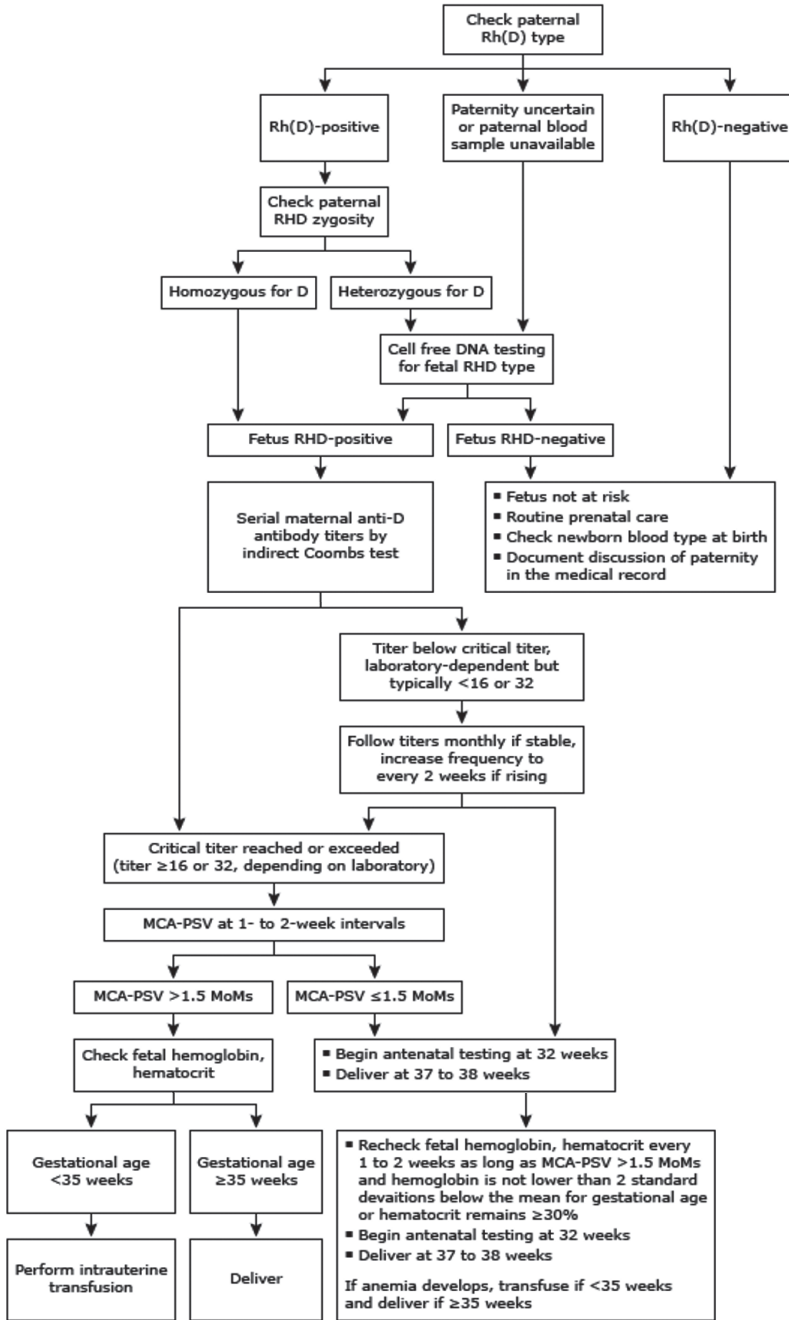 Check paternal
Rh(D) type
Rh(D)-positive
Paternity uncertain
or paternal blood
sample unavailable
Rh(D)-negative
Check paternal
RHD zygosity
Homozygous for D
Heterozygous for D
Cell free DNA testing
for fetal RHD type
Fetus RHD-positive
Fetus RHD-negative
Serial maternal anti-D
antibody titers by
indirect Coombs test
▪ Fetus not at risk
▪ Routine prenatal care
▪ Check newborn blood type at birth
▪ Document discussion of paternity
in the medical record
Titer below critical titer,
laboratory-dependent but
typically <16 or 32
Follow titers monthly if stable,
increase frequency to
every 2 weeks if rising
Critical titer reached or exceeded
(titer ≥16 or 32, depending on laboratory)
MCA-PSV at 1- to 2-week intervals
MCA-PSV >1.5 MoMs
MCA-PSV ≤1.5 MoMs
Check fetal hemoglobin,
hematocrit
▪ Begin antenatal testing at 32 weeks
▪ Deliver at 37 to 38 weeks
Gestational age
<35 weeks
Gestational age
≥35 weeks
▪ Recheck fetal hemoglobin, hematocrit every
1 to 2 weeks as long as MCA-PSV >1.5 MoMs
and hemoglobin is not lower than 2 standard
devaitions below the mean for gestational age
or hematocrit remains ≥30%
▪ Begin antenatal testing at 32 weeks
▪ Deliver at 37 to 38 weeks
If anemia develops, transfuse if <35 weeks
and deliver if ≥35 weeks
Perform intrauterine
transfusion
Deliver